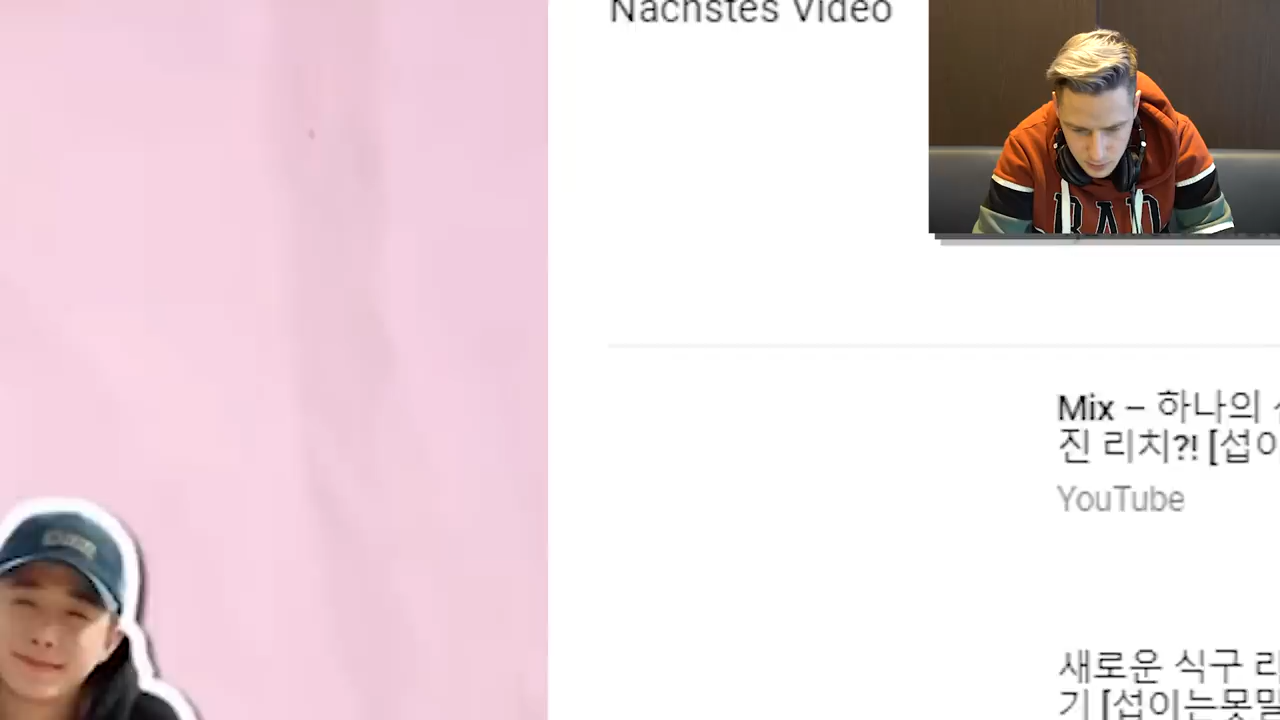 Nächstes Video
BAD
Mix – 하나의
진 리치?! [섭이
YouTube
새로운 식구 리
기 [섭이는못말